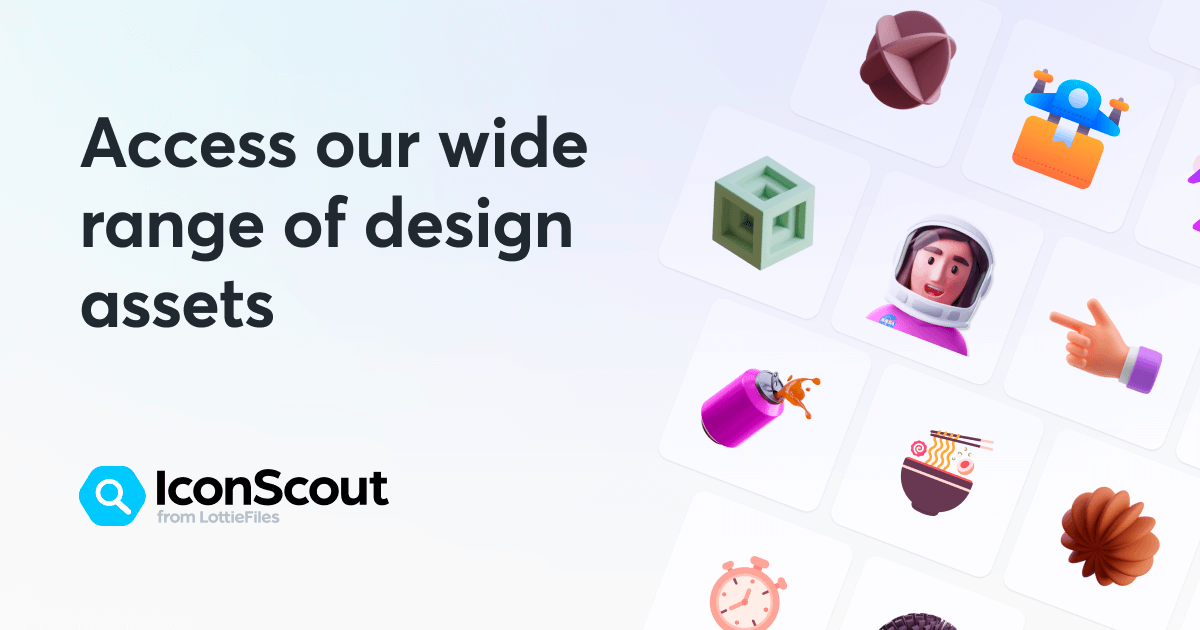 Access our wide
range of design
assets
IconScout
from LottieFiles